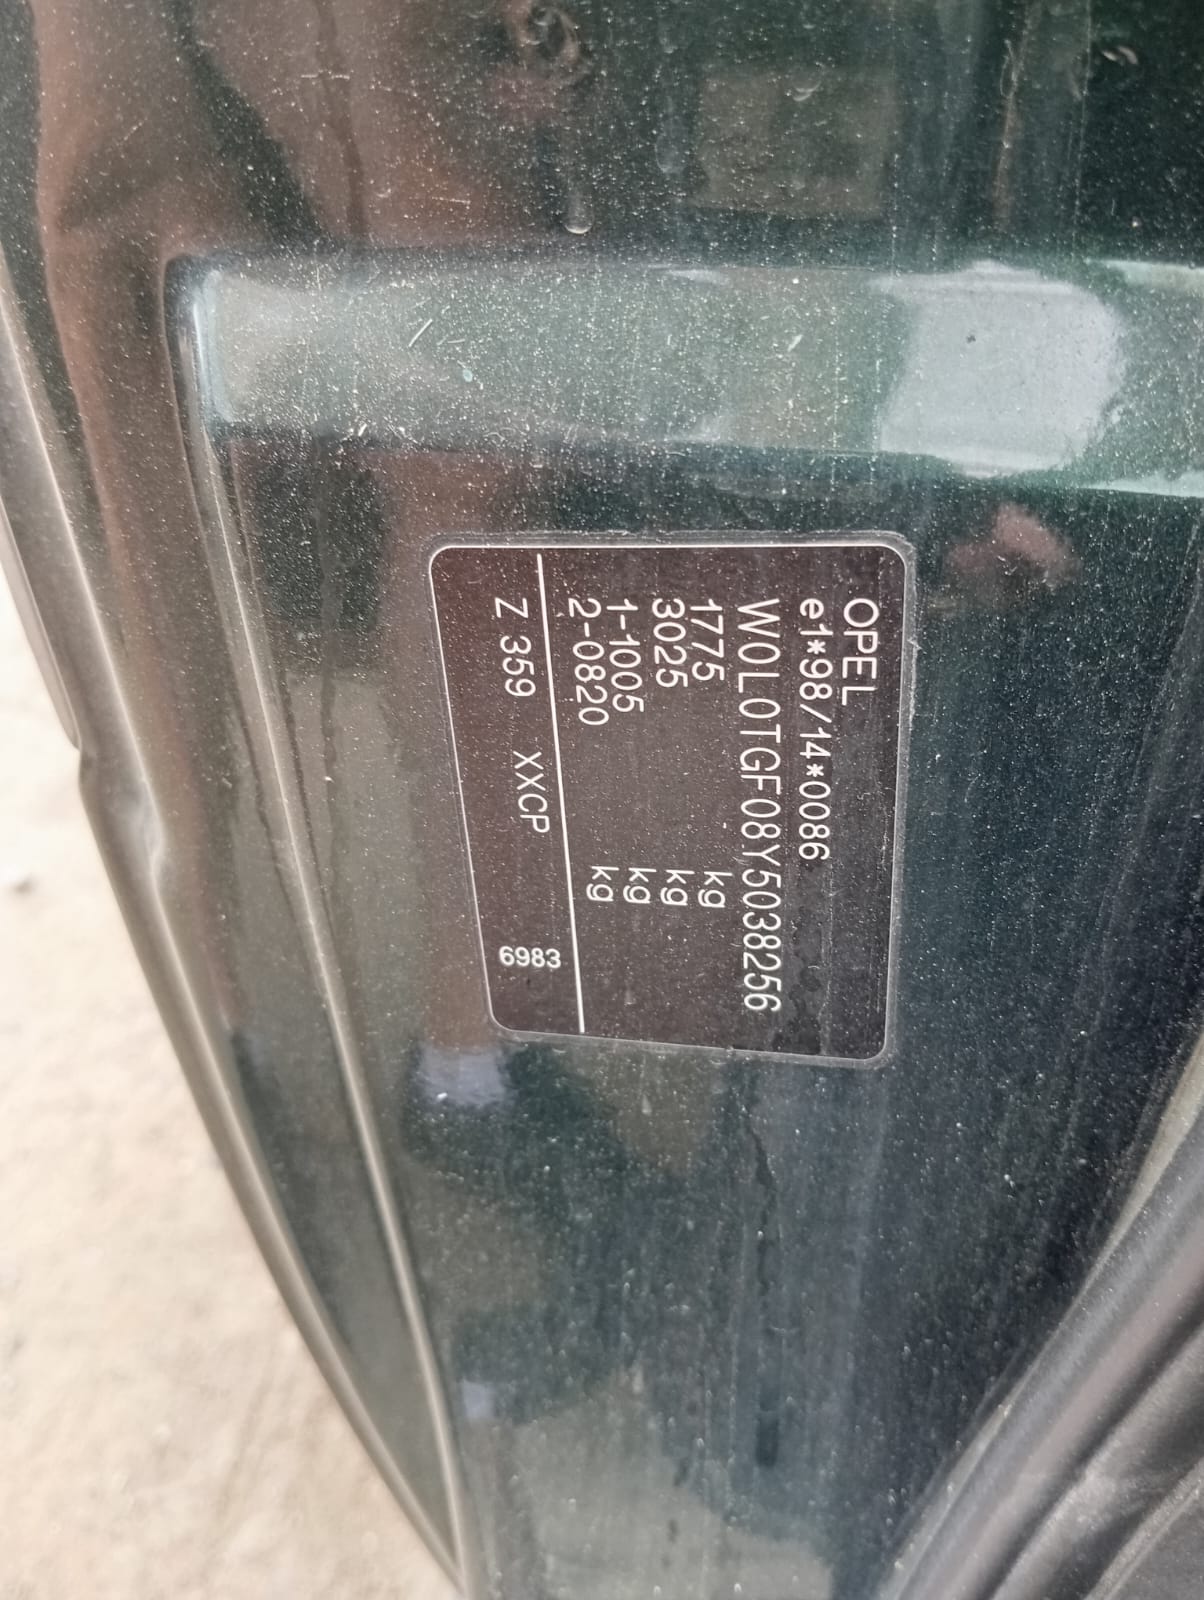 OPEL
e1*98/14*0086
W0L0TGF08Y5038256
1775 kg
3025 kg
1-1005 kg
2-0820 kg
Z 359 XXCP 6983